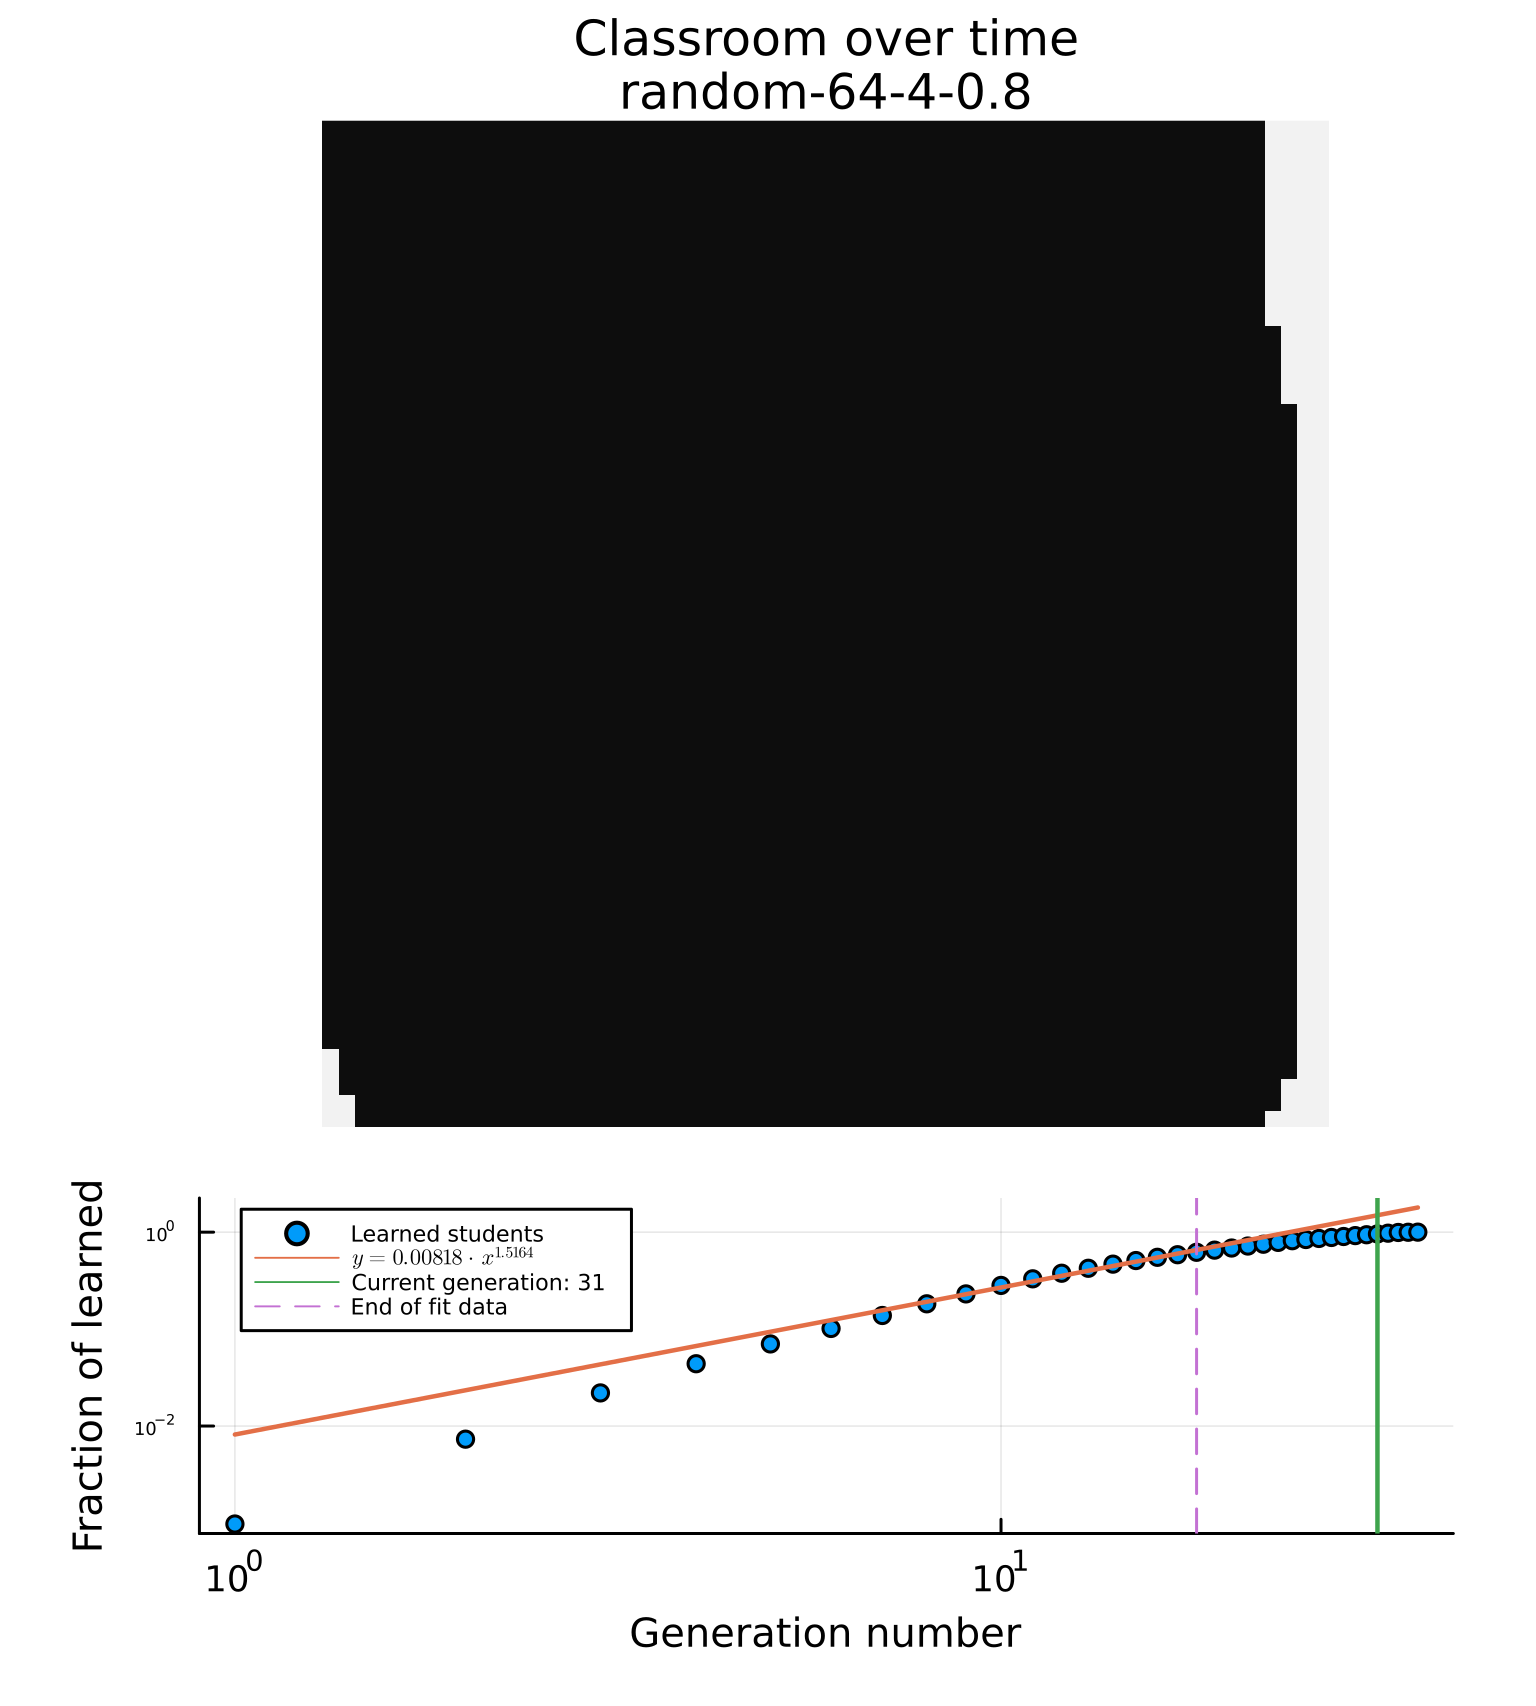 Classroom over time
random-64-4-0.8
Fraction of learned
10^0
10^−2
Learned students
y = 0.00818 · x^1.5164
Current generation: 31
End of fit data
10^0
10^1
Generation number